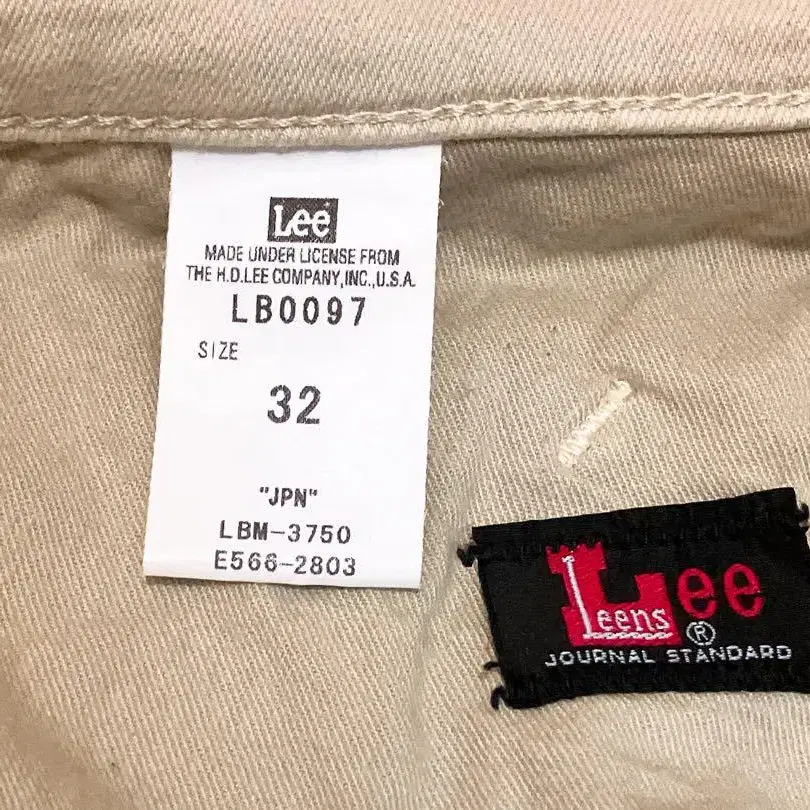 Lee
MADE UNDER LICENSE FROM
THE H.D.LEE COMPANY,INC.,U.S.A.
LB0097
SIZE
32
"JPN"
LBM-3750
E566-2803
Lee
Leens
®
JOURNAL STANDARD